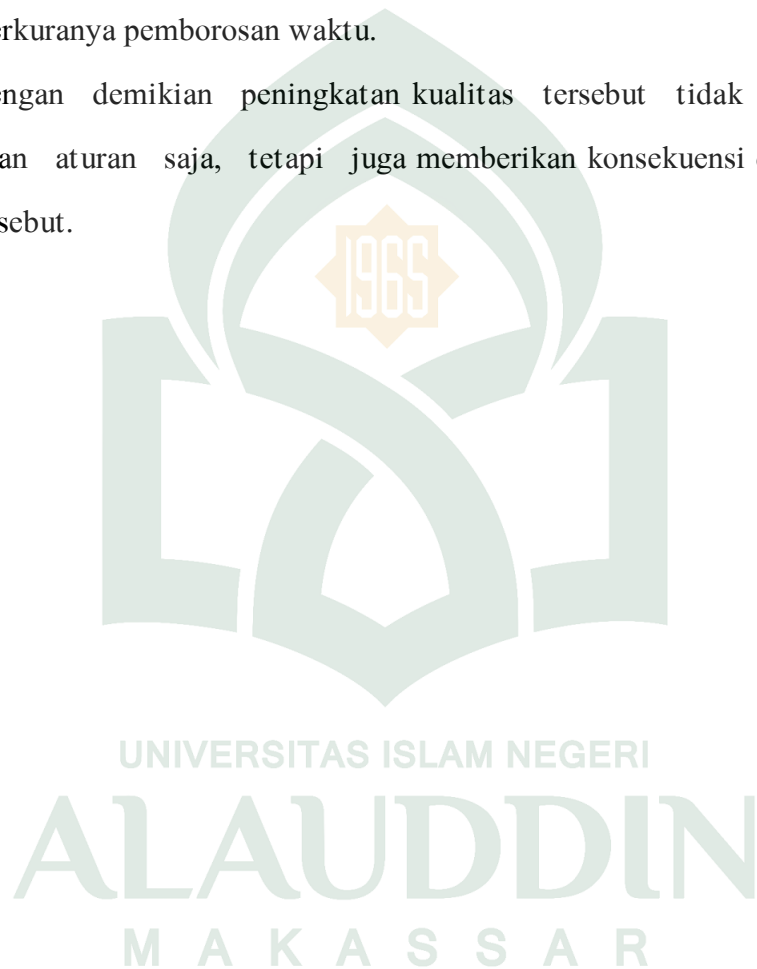 erkuranya pemborosan waktu.
engan demikian peningkatan kualitas tersebut tidak
an aturan saja, tetapi juga memberikan konsekuensi
sebut.
1965
UNIVERSITAS ISLAM NEGERI
ALAUDDIN
MAKASSAR